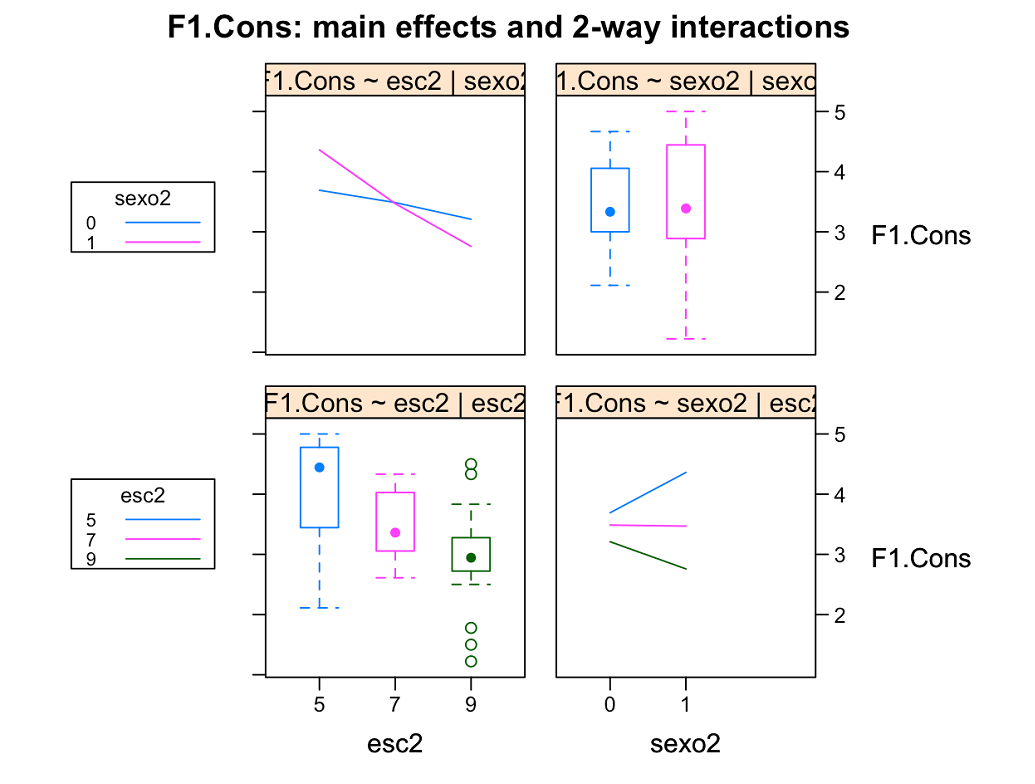 F1.Cons: main effects and 2-way interactions
F1.Cons ~ esc2 | sexo2
1.Cons ~ sexo2 | sexo
5
4
3
2
F1.Cons
sexo2
0
1
F1.Cons ~ esc2 | esc2
F1.Cons ~ sexo2 | esc2
5
4
3
2
F1.Cons
esc2
5
7
9
5 7 9
0 1
esc2
sexo2